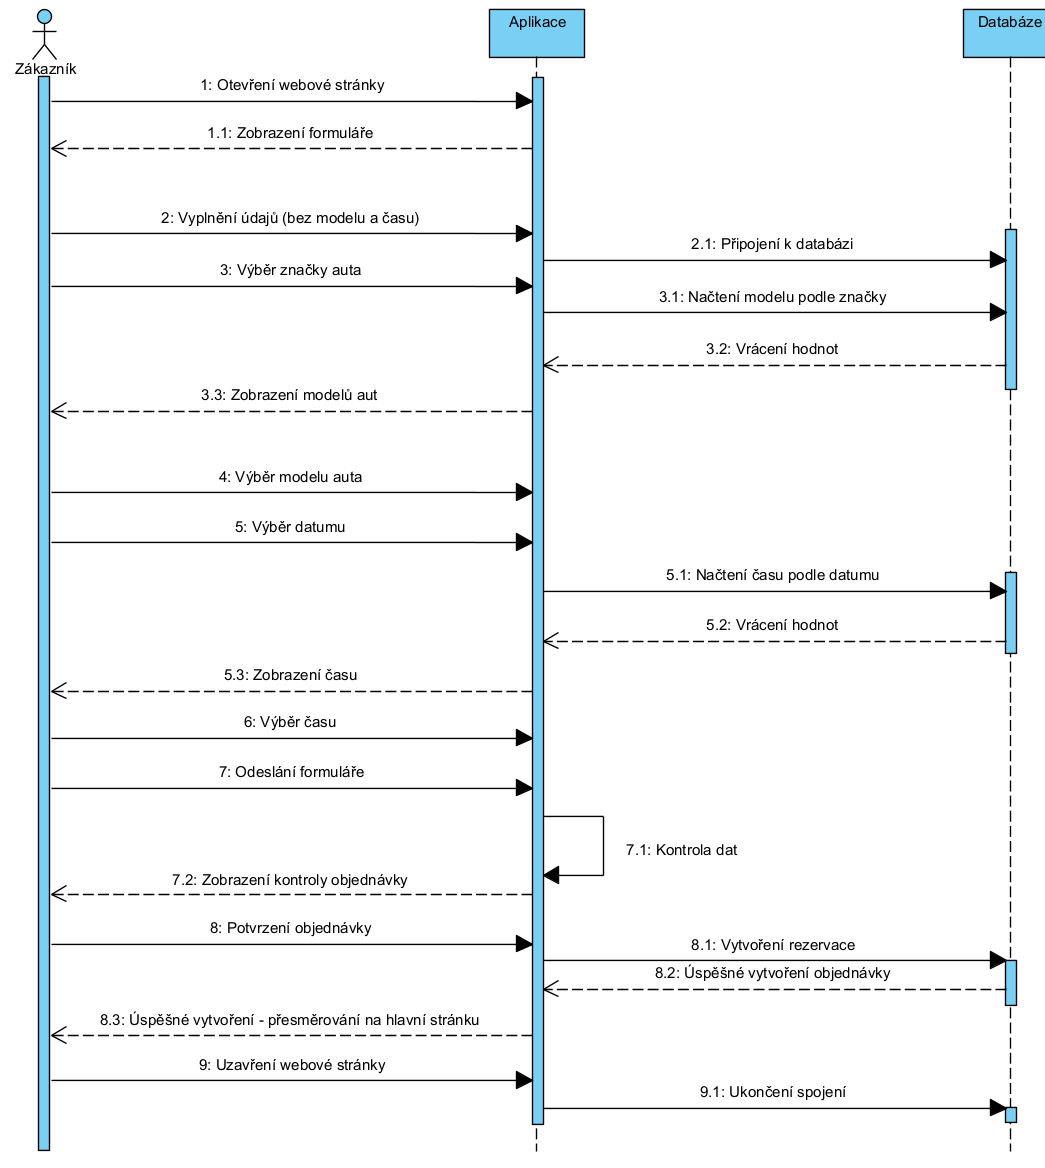 Aplikace
Databáze
Zákazník
1: Otevření webové stránky
1.1: Zobrazení formuláře
2: Vyplnění údajů (bez modelu a času)
2.1: Připojení k databázi
3: Výběr značky auta
3.1: Načtení modelu podle značky
3.2: Vrácení hodnot
3.3: Zobrazení modelů aut
4: Výběr modelu auta
5: Výběr datumu
5.1: Načtení času podle datumu
5.2: Vrácení hodnot
5.3: Zobrazení času
6: Výběr času
7: Odeslání formuláře
7.1: Kontrola dat
7.2: Zobrazení kontroly objednávky
8: Potvrzení objednávky
8.1: Vytvoření rezervace
8.2: Úspěšné vytvoření objednávky
8.3: Úspěšné vytvoření - přesměrování na hlavní stránku
9: Uzavření webové stránky
9.1: Ukončení spojení